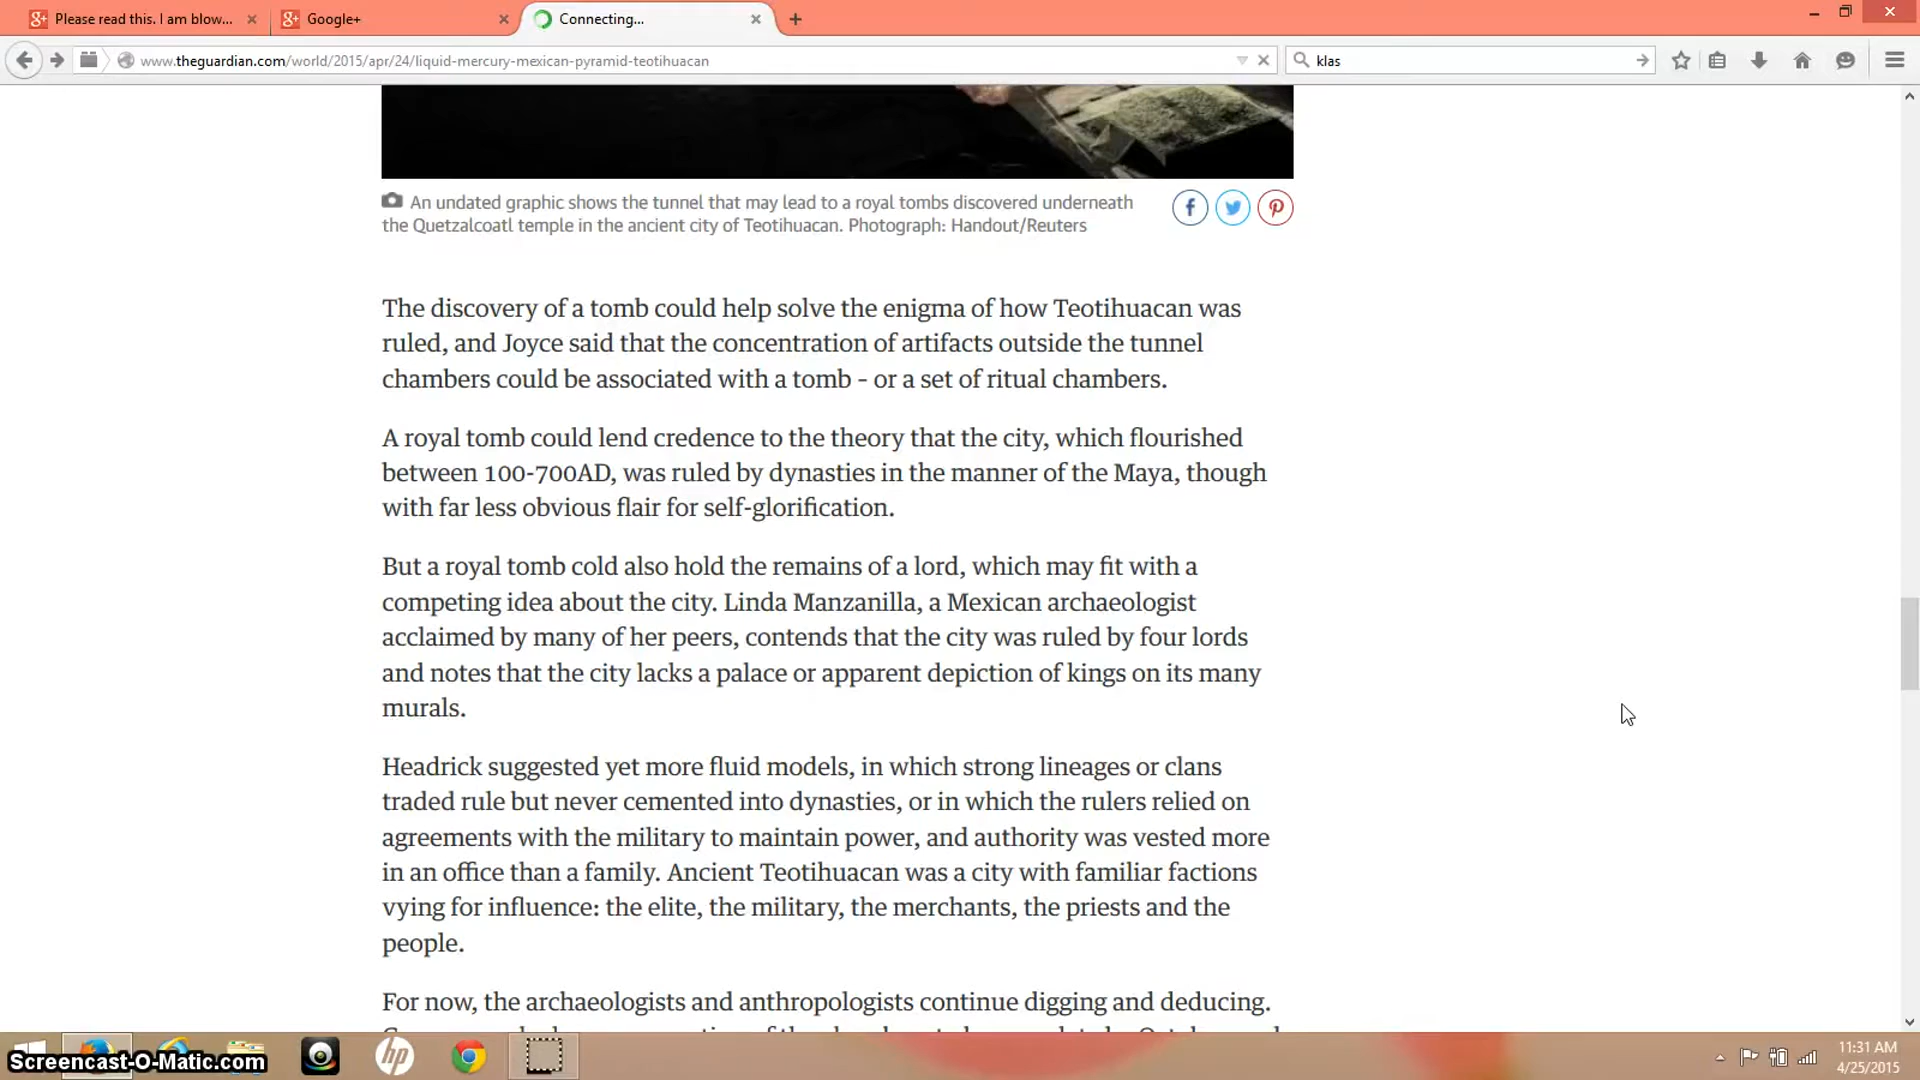 Please read this. I am blow...
Google+
Connecting...
www.theguardian.com/world/2015/apr/24/liquid-mercury-mexican-pyramid-teotihuacan
klas
An undated graphic shows the tunnel that may lead to a royal tombs discovered underneath
the Quetzalcoatl temple in the ancient city of Teotihuacan. Photograph: Handout/Reuters
The discovery of a tomb could help solve the enigma of how Teotihuacan was
ruled, and Joyce said that the concentration of artifacts outside the tunnel
chambers could be associated with a tomb – or a set of ritual chambers.
A royal tomb could lend credence to the theory that the city, which flourished
between 100-700AD, was ruled by dynasties in the manner of the Maya, though
with far less obvious flair for self-glorification.
But a royal tomb cold also hold the remains of a lord, which may fit with a
competing idea about the city. Linda Manzanilla, a Mexican archaeologist
acclaimed by many of her peers, contends that the city was ruled by four lords
and notes that the city lacks a palace or apparent depiction of kings on its many
murals.
Headrick suggested yet more fluid models, in which strong lineages or clans
traded rule but never cemented into dynasties, or in which the rulers relied on
agreements with the military to maintain power, and authority was vested more
in an office than a family. Ancient Teotihuacan was a city with familiar factions
vying for influence: the elite, the military, the merchants, the priests and the
people.
For now, the archaeologists and anthropologists continue digging and deducing.
Screencast-O-Matic.com
hp
11:31 AM
4/25/2015